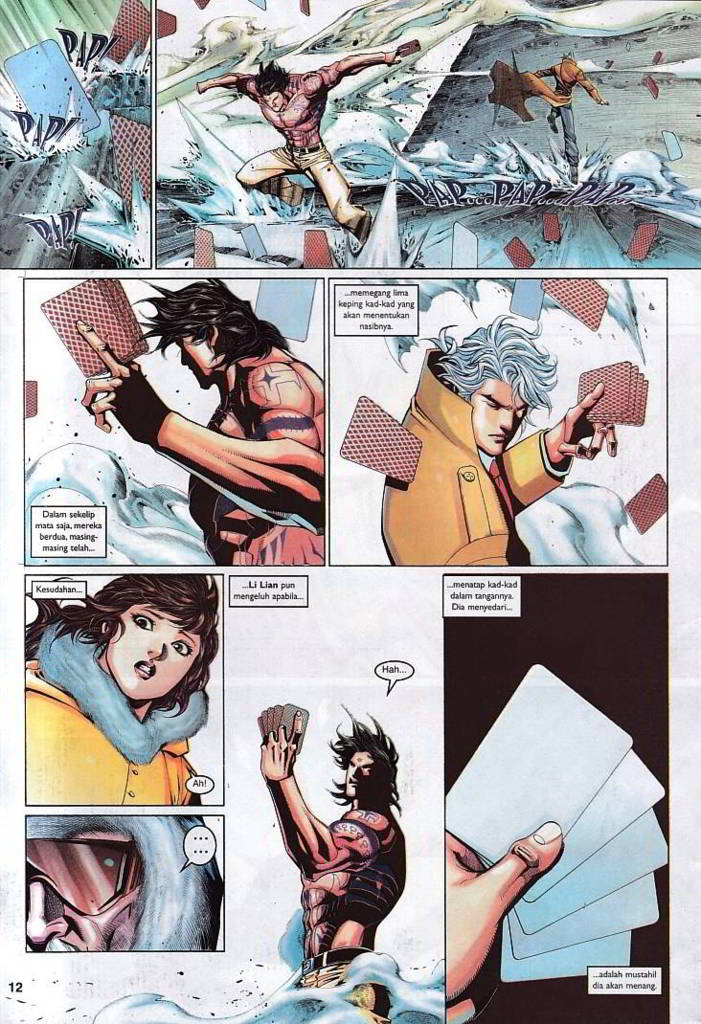 PAP!
PAP!
PAP!
PAP
PAP
PAP
Dalam sekelip
mata saja, mereka
berdua, masing-
masing telah...
...memegang lima
keping kad-kad yang
akan menentukan
nasibnya.
Kesudahan...
Ah!
...
...
...Li Lian pun
mengeluh apabila...
Hah...
...menatap kad-kad
dalam tangannya.
Dia menyedari...
...adalah mustahil
dia akan menang.
12